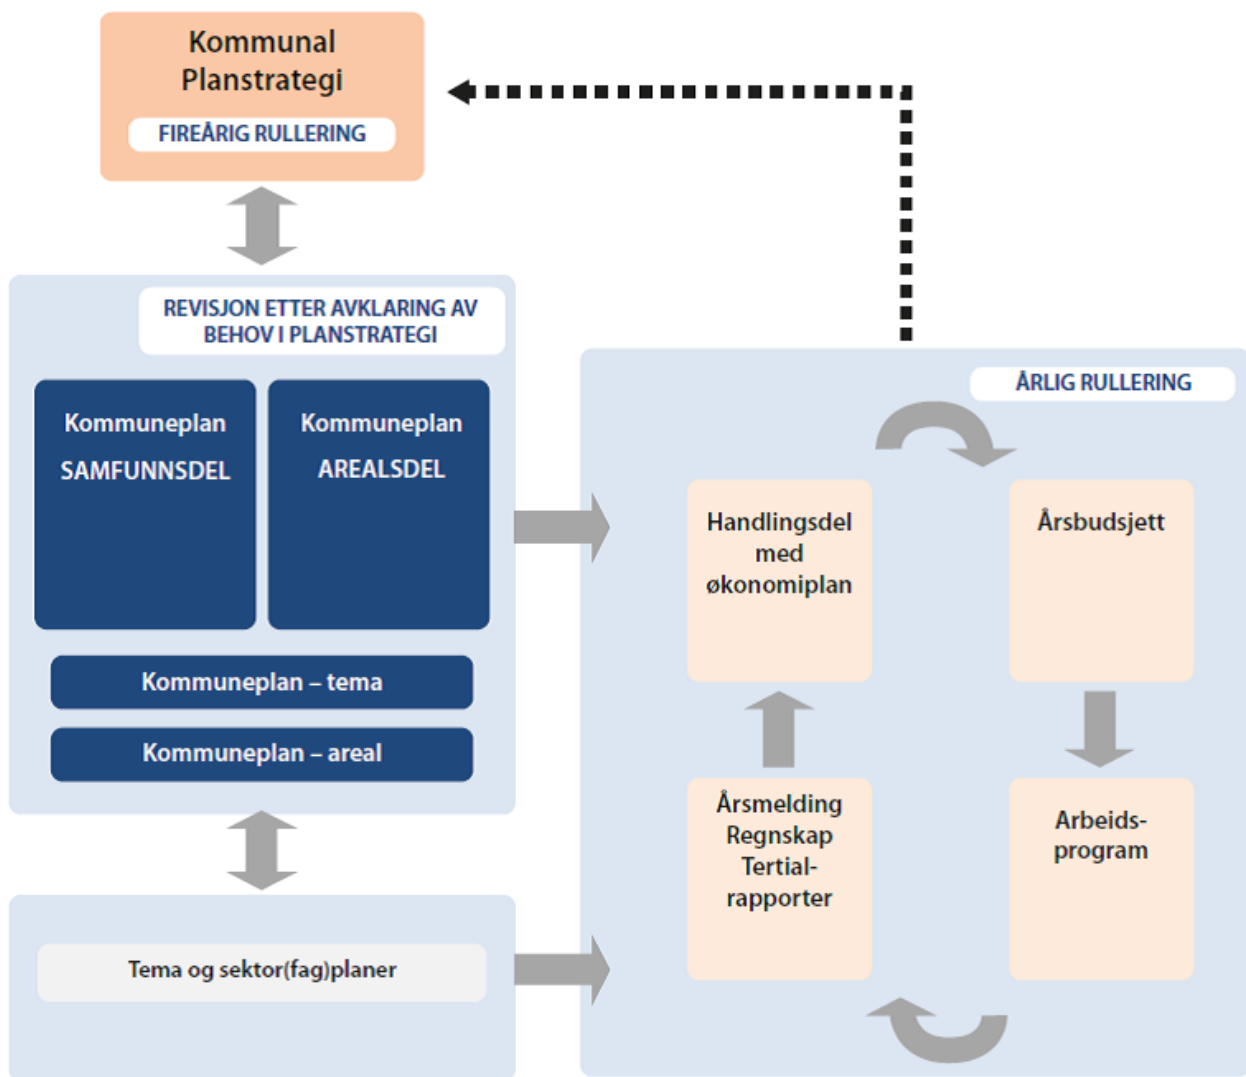 Kommunal
Planstrategi
FIREÅRIG RULLERING
REVISJON ETTER AVKLARING AV
BEHOV I PLANSTRATEGI
Kommuneplan
SAMFUNNSDEL
Kommuneplan
AREALSDEL
Kommuneplan – tema
Kommuneplan – areal
Tema og sektor(fag)planer
ÅRLIG RULLERING
Handlingsdel
med
økonomiplan
Årsbudsjett
Årsmelding
Regnskap
Tertial-
rapporter
Arbeids-
program